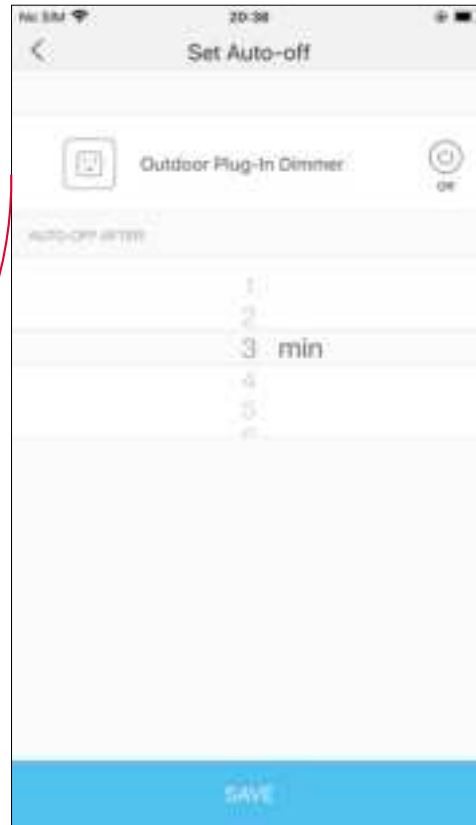 No SIM 20:38
Set Auto-off
Outdoor Plug-In Dimmer
Off
AUTO-OFF AFTER
1
2
3 min
4
5
6
SAVE